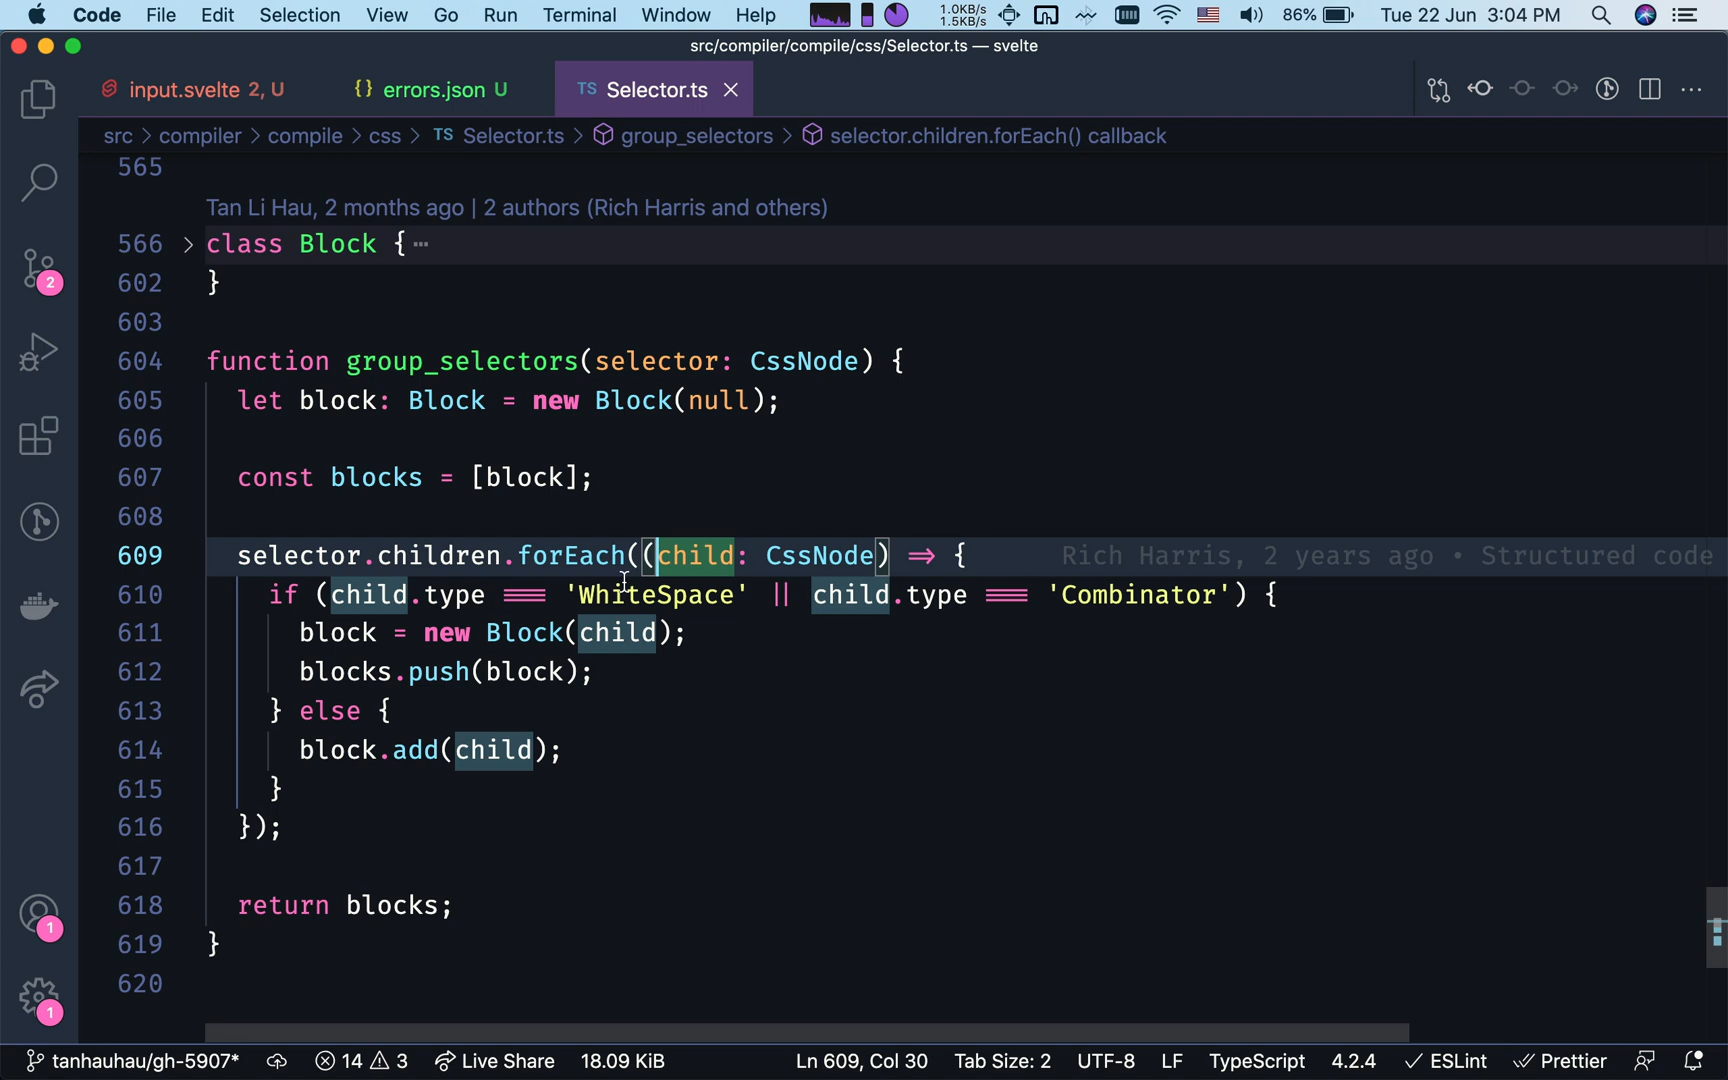 Code File Edit Selection View Go Run Terminal Window Help 1.0KB/s 1.5KB/s 86% Tue 22 Jun 3:04 PM
src/compiler/compile/css/Selector.ts — svelte
input.svelte 2, U {} errors.json U TS Selector.ts
src > compiler > compile > css > TS Selector.ts > group_selectors > selector.children.forEach() callback
565
Tan Li Hau, 2 months ago | 2 authors (Rich Harris and others)
566 > class Block { ⋯
602 }
603
604 function group_selectors(selector: CssNode) {
605 let block: Block = new Block(null);
606
607 const blocks = [block];
608
609 selector.children.forEach((child: CssNode) => { Rich Harris, 2 years ago • Structured code
610 if (child.type === 'WhiteSpace' || child.type === 'Combinator') {
611 block = new Block(child);
612 blocks.push(block);
613 } else {
614 block.add(child);
615 }
616 });
617
618 return blocks;
619 }
620
2
1
1
tanhauhau/gh-5907* 14 3 Live Share 18.09 KiB Ln 609, Col 30 Tab Size: 2 UTF-8 LF TypeScript 4.2.4 ESLint Prettier